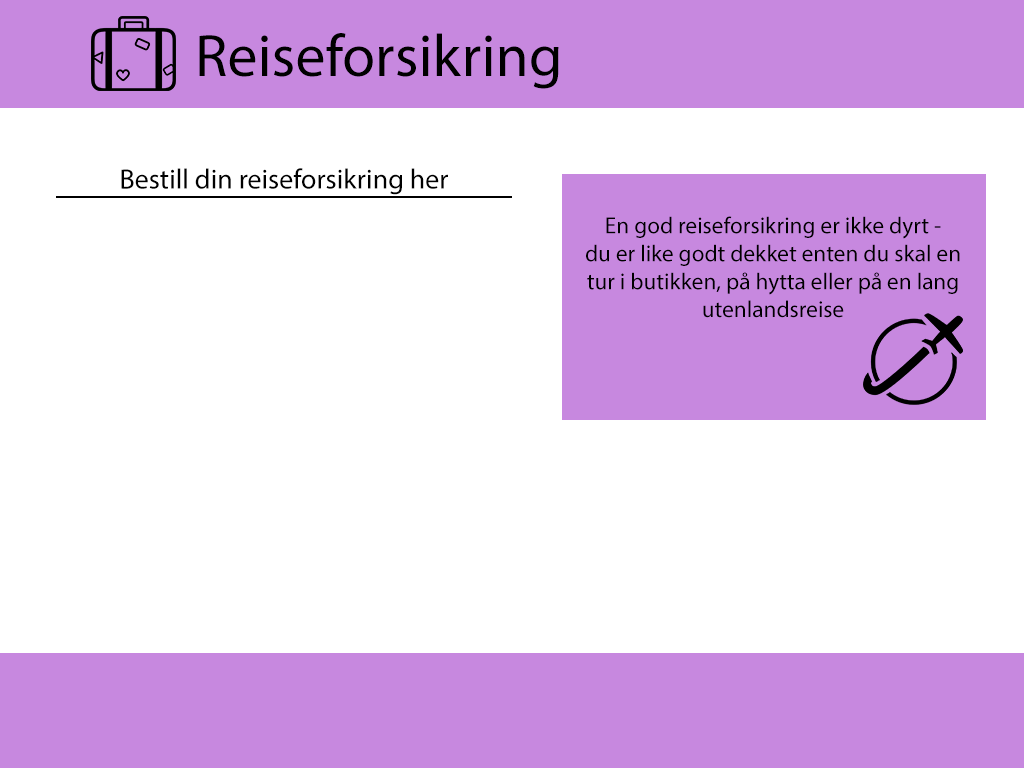 Reiseforsikring
Bestill din reiseforsikring her
En god reiseforsikring er ikke dyrt -
du er like godt dekket enten du skal en
tur i butikken, på hytta eller på en lang
utenlandsreise